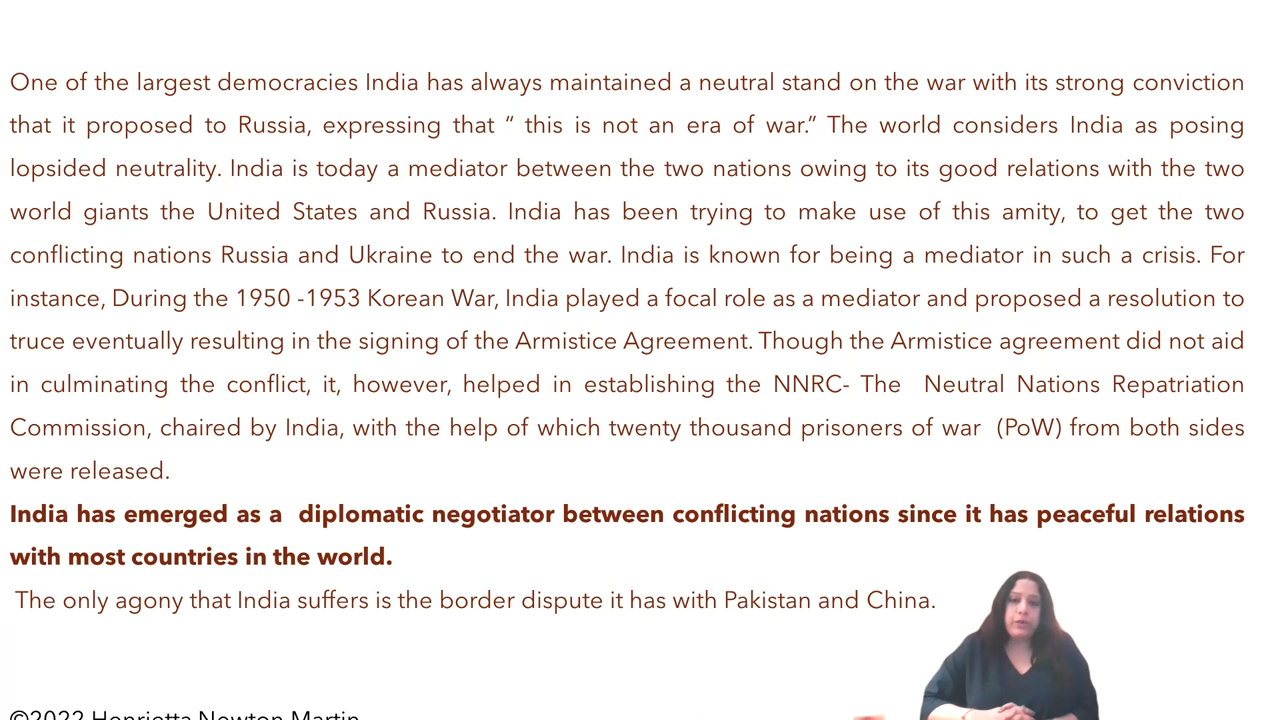 One of the largest democracies India has always maintained a neutral stand on the war with its strong conviction
that it proposed to Russia, expressing that “ this is not an era of war.” The world considers India as posing
lopsided neutrality. India is today a mediator between the two nations owing to its good relations with the two
world giants the United States and Russia. India has been trying to make use of this amity, to get the two
conflicting nations Russia and Ukraine to end the war. India is known for being a mediator in such a crisis. For
instance, During the 1950 -1953 Korean War, India played a focal role as a mediator and proposed a resolution to
truce eventually resulting in the signing of the Armistice Agreement. Though the Armistice agreement did not aid
in culminating the conflict, it, however, helped in establishing the NNRC- The  Neutral Nations Repatriation
Commission, chaired by India, with the help of which twenty thousand prisoners of war  (PoW) from both sides
were released.
India has emerged as a  diplomatic negotiator between conflicting nations since it has peaceful relations
with most countries in the world.
The only agony that India suffers is the border dispute it has with Pakistan and China.
©2022 Henrietta Newton Martin